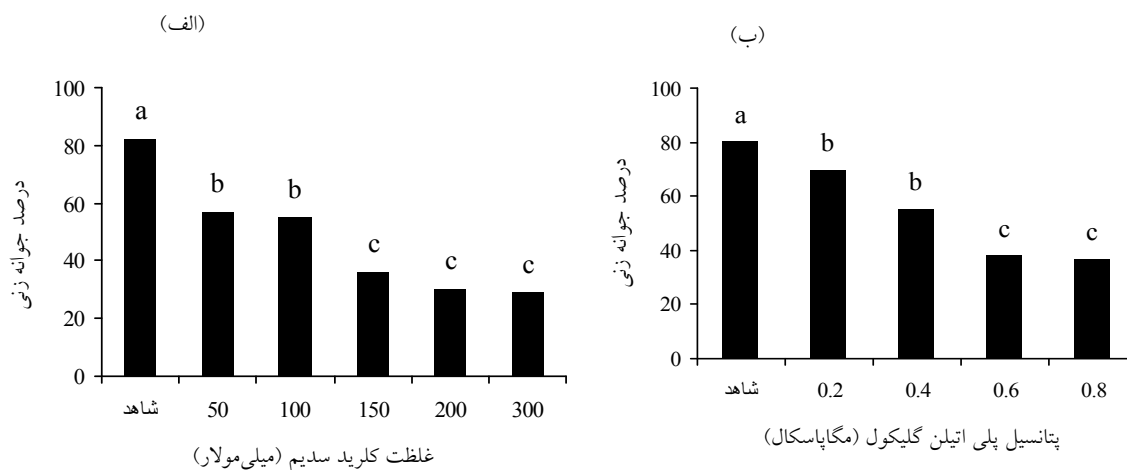 (الف)
100
80
60
40
20
0
a
b
b
c
c
c
شاهد
50
100
150
200
300
درصد جوانه زنی
غلظت کلرید سدیم (میلی‌مولار)
(ب)
100
80
60
40
20
0
a
b
b
c
c
شاهد
0.2
0.4
0.6
0.8
درصد جوانه زنی
پتانسیل پلی اتیلن گلیکول (مگاپاسکال)